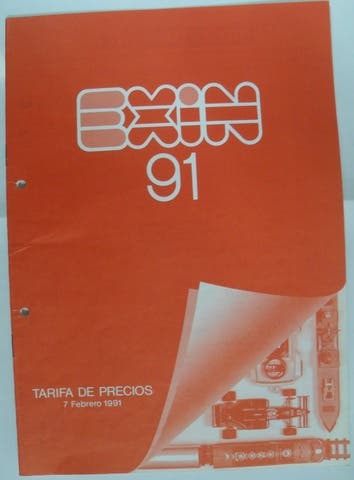 EXIN
91
TARIFA DE PRECIOS
7 Febrero 1991